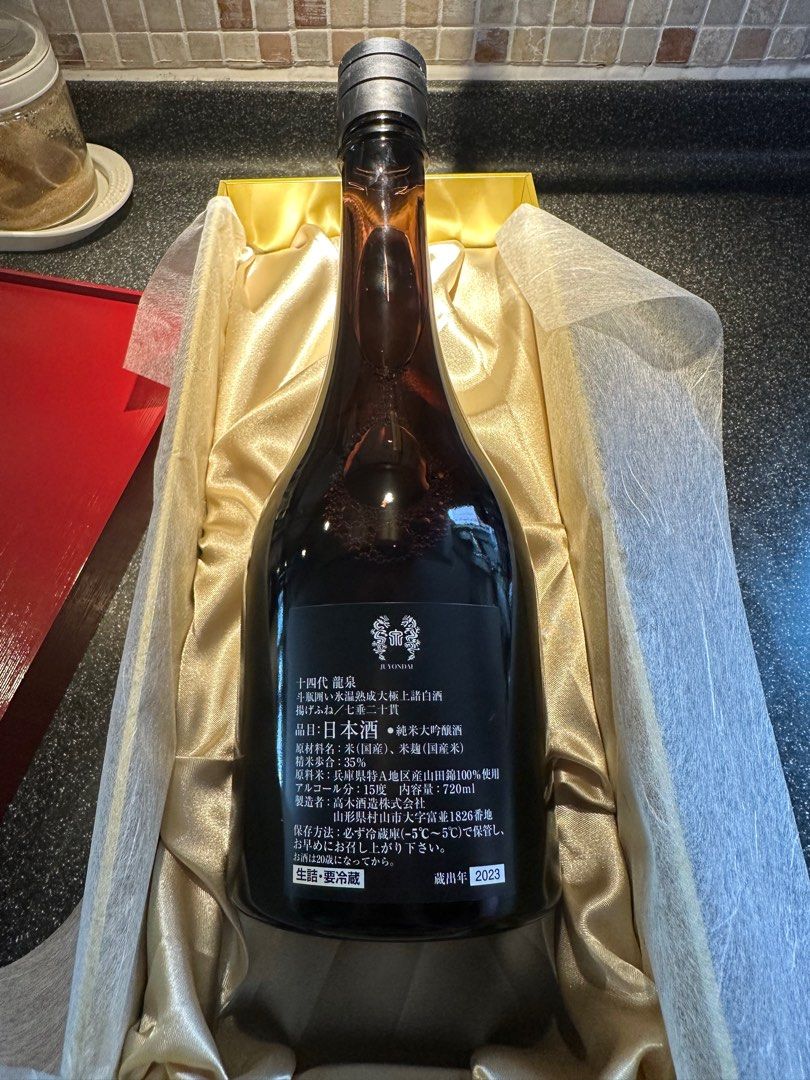 JUYONDAI
十四代 龍泉
斗瓶囲い氷温熟成大極上諸白酒
揚げふね／七垂二十貫
品目：日本酒 ●純米大吟醸酒
原材料名：米（国産）、米麹（国産米）
精米歩合：35％
原料米：兵庫県特A地区産山田錦100％使用
アルコール分：15度 内容量：720ml
製造者：高木酒造株式会社
山形県村山市大字富並1826番地
保存方法：必ず冷蔵庫(−5℃～5℃)で保管し、
お早めにお召し上がり下さい。
お酒は20歳になってから。
生詰・要冷蔵 蔵出年 2023